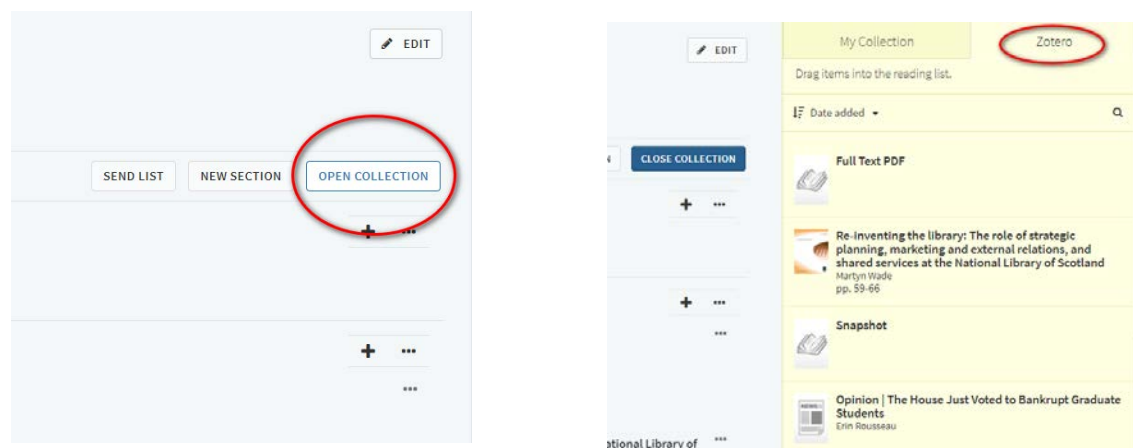 EDIT
SEND LIST
NEW SECTION
OPEN COLLECTION
EDIT
CLOSE COLLECTION
ational Library of
My Collection
Zotero
Drag items into the reading list.
Date added
Full Text PDF
Re-Inventing the library: The role of strategic
planning, marketing and external relations, and
shared services at the National Library of Scotland
Martyn Wade
pp. 59-66
Snapshot
Opinion | The House Just Voted to Bankrupt Graduate
Students
Erin Rousseau